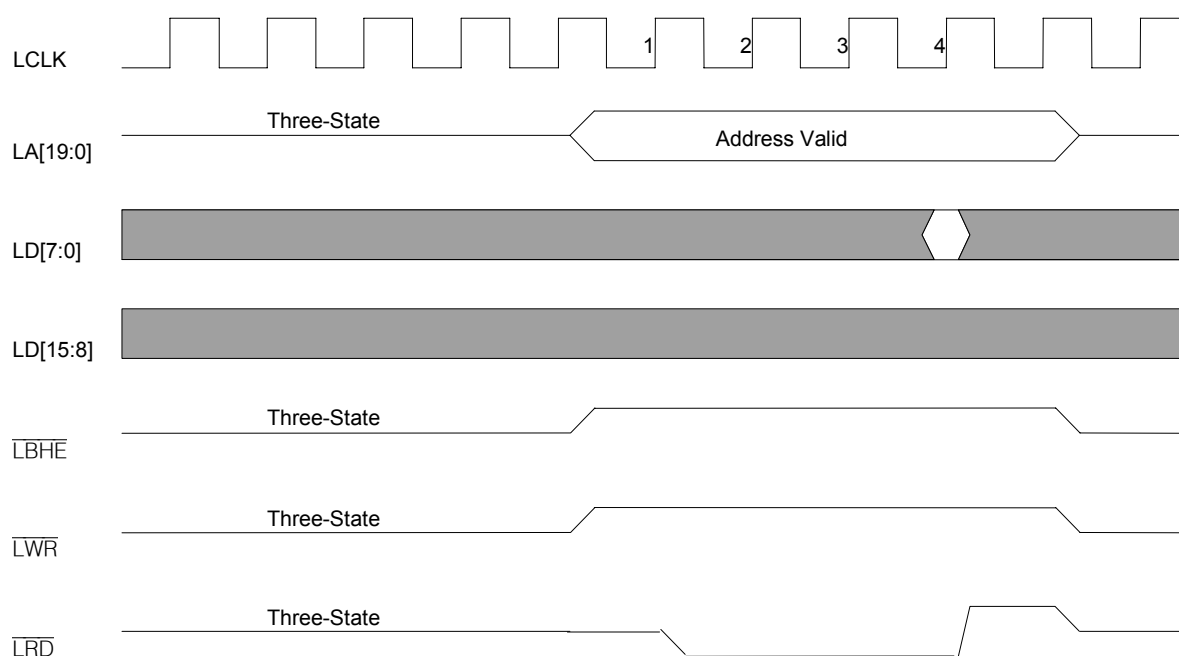 LCLK
1 2 3 4
Three-State
LA[19:0]
Address Valid
LD[7:0]
LD[15:8]
Three-State
LBHE
Three-State
LWR
Three-State
LRD